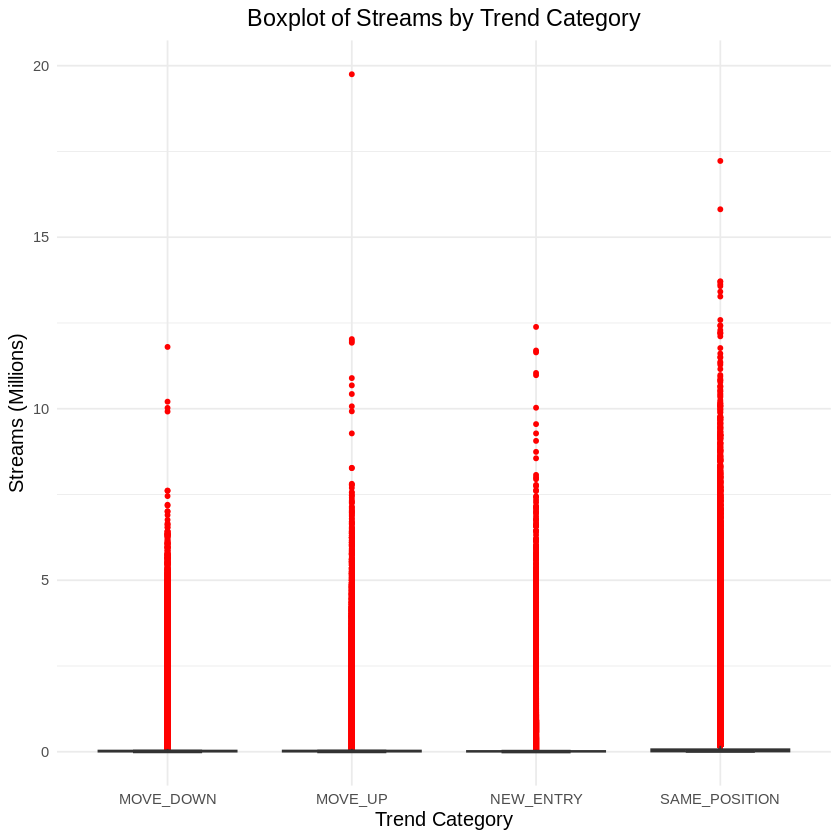 Boxplot of Streams by Trend Category
Streams (Millions)
20
15
10
5
0
MOVE_DOWN MOVE_UP NEW_ENTRY SAME_POSITION
Trend Category